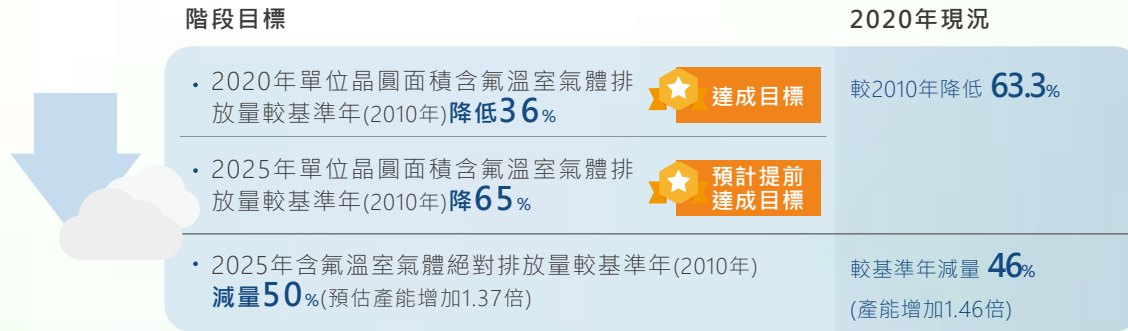 階段目標
2020年現況
• 2020年單位晶圓面積含氟溫室氣體排
放量較基準年(2010年)降低36%
達成目標
較2010年降低 63.3%
• 2025年單位晶圓面積含氟溫室氣體排
放量較基準年(2010年)降65%
預計提前
達成目標
• 2025年含氟溫室氣體絕對排放量較基準年(2010年)
減量50%(預估產能增加1.37倍)
較基準年減量 46%
(產能增加1.46倍)